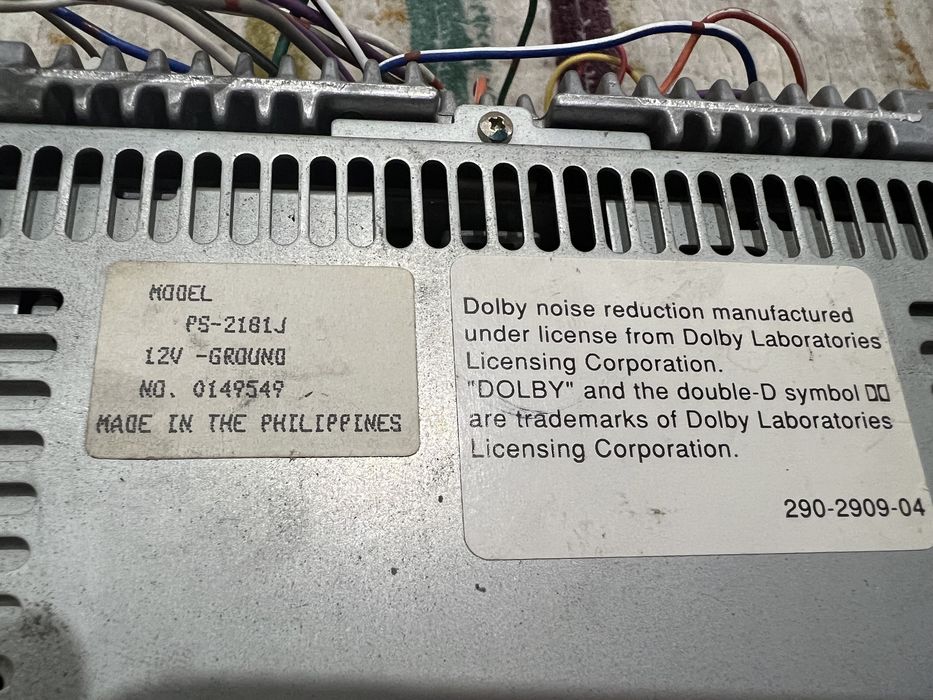 MODEL
PS-2181J
12V -GROUND
NO. 0149549
MADE IN THE PHILIPPINES
Dolby noise reduction manufactured
under license from Dolby Laboratories
Licensing Corporation.
"DOLBY" and the double-D symbol
are trademarks of Dolby Laboratories
Licensing Corporation.
290-2909-04